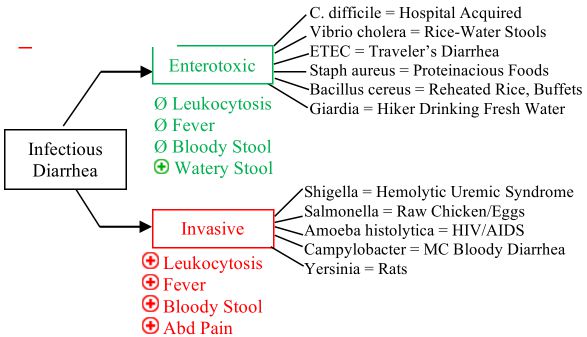 C. difficile = Hospital Acquired
Vibrio cholera = Rice-Water Stools
ETEC = Traveler's Diarrhea
Staph aureus = Proteinacious Foods
Bacillus cereus = Reheated Rice, Buffets
Giardia = Hiker Drinking Fresh Water
Enterotoxic
Ø Leukocytosis
Ø Fever
Ø Bloody Stool
⊕ Watery Stool
Infectious
Diarrhea
Shigella = Hemolytic Uremic Syndrome
Salmonella = Raw Chicken/Eggs
Amoeba histolytica = HIV/AIDS
Campylobacter = MC Bloody Diarrhea
Yersinia = Rats
Invasive
⊕ Leukocytosis
⊕ Fever
⊕ Bloody Stool
⊕ Abd Pain